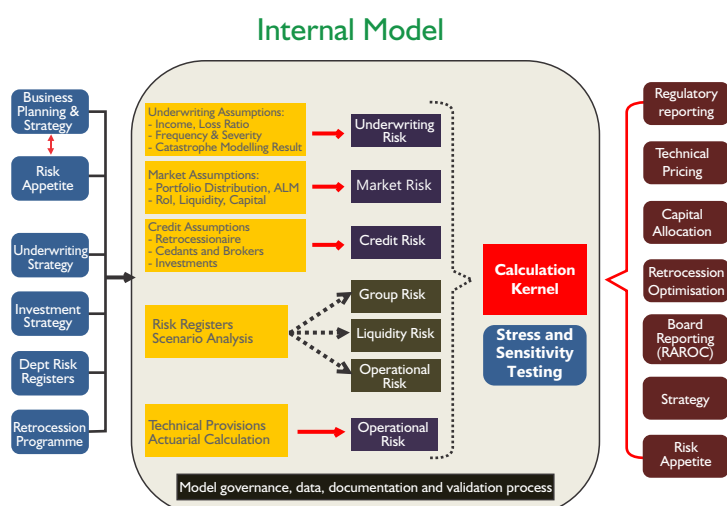 Internal Model
Business
Planning &
Strategy
Risk
Appetite
Underwriting
Strategy
Investment
Strategy
Dept Risk
Registers
Retrocession
Programme
Underwriting Assumptions:
- Income, Loss Ratio
- Frequency & Severity
- Catastrophe Modelling Result
Market Assumptions:
- Portfolio Distribution, ALM
- RoI, Liquidity, Capital
Credit Assumptions
- Retrocessionaire
- Cedants and Brokers
- Investments
Risk Registers
Scenario Analysis
Technical Provisions
Actuarial Calculation
Underwriting
Risk
Market Risk
Credit Risk
Group Risk
Liquidity Risk
Operational
Risk
Operational
Risk
Calculation
Kernel
Stress and
Sensitivity
Testing
Model governance, data, documentation and validation process
Regulatory
reporting
Technical
Pricing
Capital
Allocation
Retrocession
Optimisation
Board
Reporting
(RAROC)
Strategy
Risk
Appetite